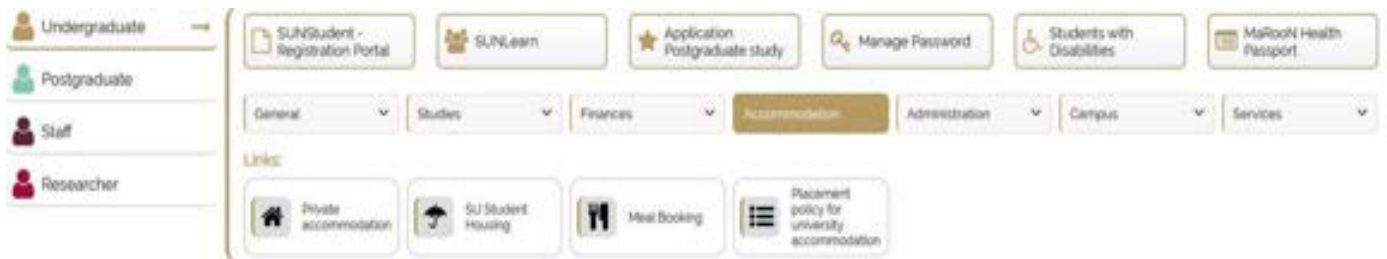 Undergraduate
Postgraduate
Staff
Researcher
SUNStudent -
Registration Portal
SUNLearn
Application
Postgraduate study
Manage Password
Students with
Disabilities
MaRooN Health
Passport
General
Studies
Finances
Accommodation
Administration
Campus
Services
Links:
Private
accommodation
SU Student
Housing
Meal Booking
Placement
policy for
university
accommodation